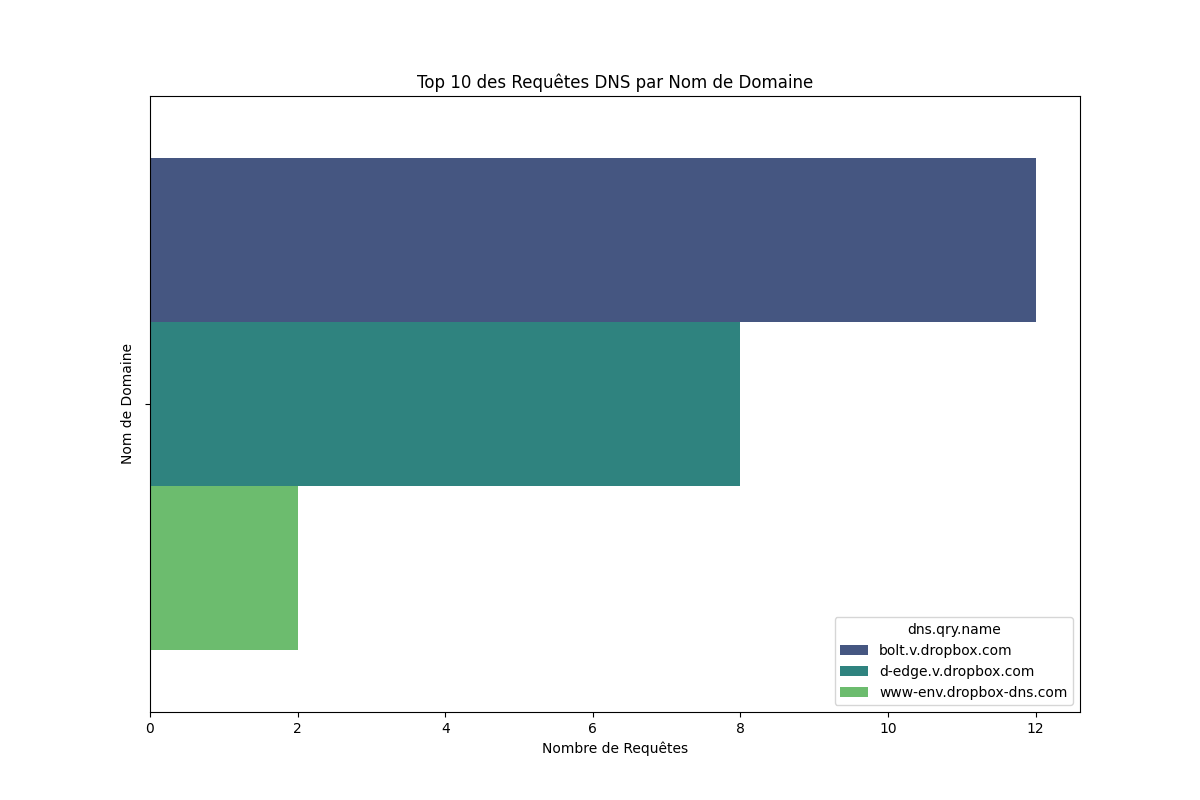 Top 10 des Requêtes DNS par Nom de Domaine
Nom de Domaine
dns.qry.name
bolt.v.dropbox.com
d-edge.v.dropbox.com
www-env.dropbox-dns.com
0 2 4 6 8 10 12
Nombre de Requêtes